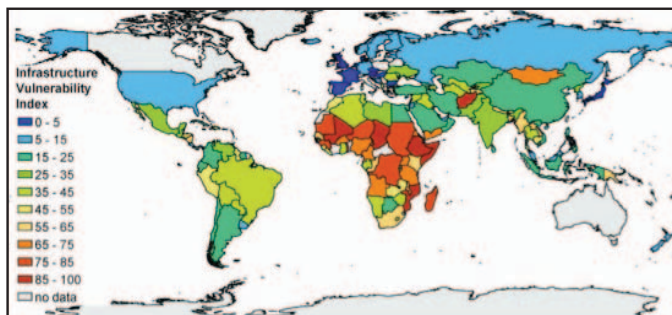 Infrastructure
Vulnerability
Index
0 - 5
5 - 15
15 - 25
25 - 35
35 - 45
45 - 55
55 - 65
65 - 75
75 - 85
85 - 100
no data